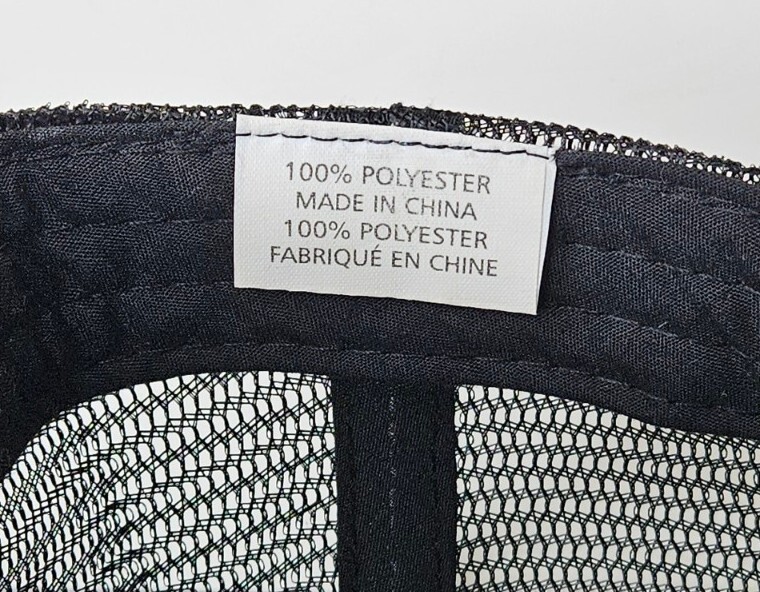 100% POLYESTER
MADE IN CHINA
100% POLYESTER
FABRIQUÉ EN CHINE